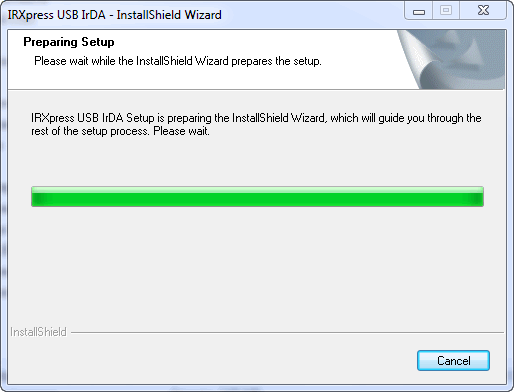 IRXpress USB IrDA - InstallShield Wizard
Preparing Setup
Please wait while the InstallShield Wizard prepares the setup.
IRXpress USB IrDA Setup is preparing the InstallShield Wizard, which will guide you through the
rest of the setup process. Please wait.
InstallShield
Cancel